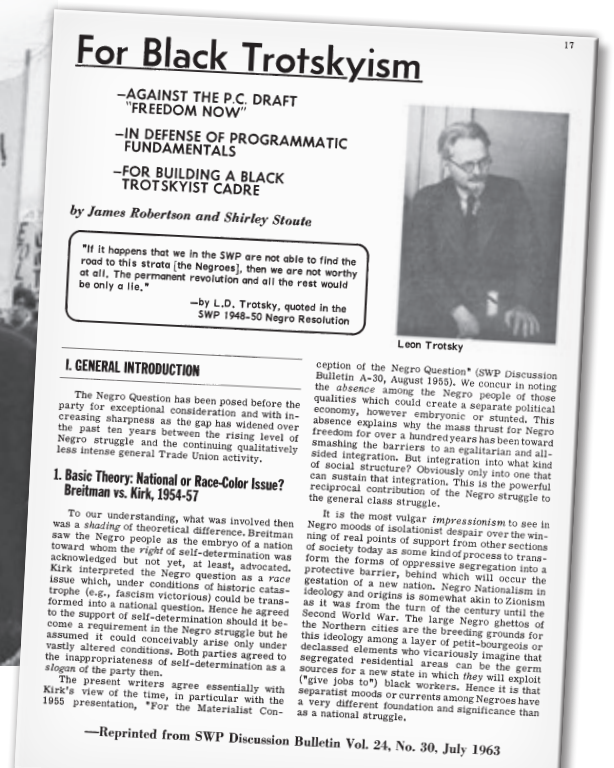 17
For Black Trotskyism
—AGAINST THE P.C. DRAFT
"FREEDOM NOW"
—IN DEFENSE OF PROGRAMMATIC
FUNDAMENTALS
—FOR BUILDING A BLACK
TROTSKYIST CADRE
by James Robertson and Shirley Stoute
"If it happens that we in the SWP are not able to find the
road to this strata [the Negroes], then we are not worthy
at all. The permanent revolution and all the rest would
be only a lie."
—by L.D. Trotsky, quoted in the
SWP 1948-50 Negro Resolution
Leon Trotsky
I. GENERAL INTRODUCTION
The Negro Question has been posed before the
party for exceptional consideration and with in-
creasing sharpness as the gap has widened over
the past ten years between the rising level of
Negro struggle and the continuing qualitatively
less intense general Trade Union activity.
1. Basic Theory: National or Race-Color Issue?
Breitman vs. Kirk, 1954-57
To our understanding, what was involved then
was a shading of theoretical difference. Breitman
saw the Negro people as the embryo of a nation
toward whom the right of self-determination was
acknowledged but not yet, at least, advocated.
Kirk interpreted the Negro question as a race
issue which, under conditions of historic catas-
trophe (e.g., fascism victorious) could be trans-
formed into a national question. Hence he agreed
to the support of self-determination should it be-
come a requirement in the Negro struggle but he
assumed it could conceivably arise only under
vastly altered conditions. Both parties agreed to
the inappropriateness of self-determination as a
slogan of the party then.
The present writers agree essentially with
Kirk's view of the time, in particular with the
1955 presentation, "For the Materialist Con-
ception of the Negro Question" (SWP Discussion
Bulletin A-30, August 1955). We concur in noting
the absence among the Negro people of those
qualities which could create a separate political
economy, however embryonic or stunted. This
absence explains why the mass thrust for Negro
freedom for over a hundred years has been toward
smashing the barriers to an egalitarian and all-
sided integration. But integration into what kind
of social structure? Obviously only into one that
can sustain that integration. This is the powerful
reciprocal contribution of the Negro struggle to
the general class struggle.
It is the most vulgar impressionism to see in
Negro moods of isolationist despair over the win-
ning of real points of support from other sections
of society today as some kind of process to trans-
form the forms of oppressive segregation into a
protective barrier, behind which will occur the
gestation of a new nation. Negro Nationalism in
ideology and origins is somewhat akin to Zionism
as it was from the turn of the century until the
Second World War. The large Negro ghettos of
the Northern cities are the breeding grounds for
this ideology among a layer of petit-bourgeois or
declassed elements who vicariously imagine that
segregated residential areas can be the germ
sources for a new state in which they will exploit
("give jobs to") black workers. Hence it is that
separatist moods or currents among Negroes have
a very different foundation and significance than
as a national struggle.
—Reprinted from SWP Discussion Bulletin Vol. 24, No. 30, July 1963